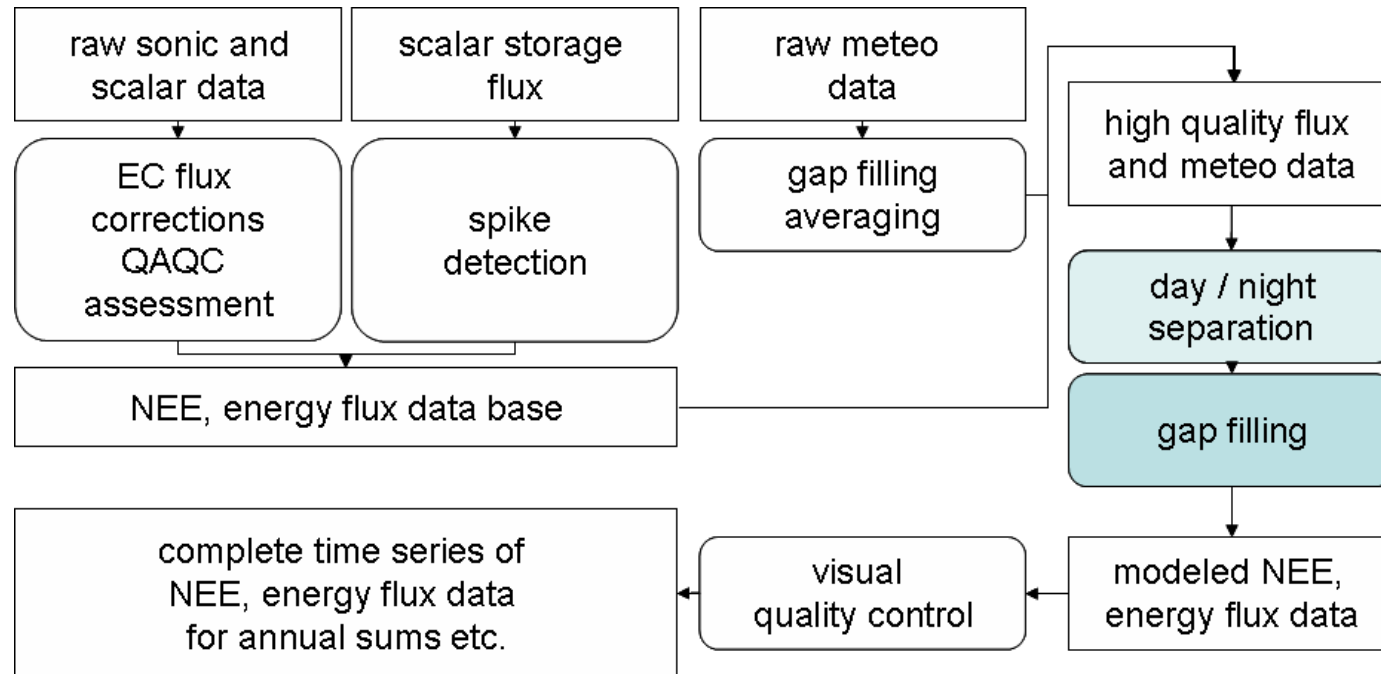 raw sonic and
scalar data
scalar storage
flux
raw meteo
data
high quality flux
and meteo data
EC flux
corrections
QAQC
assessment
spike
detection
gap filling
averaging
day / night
separation
NEE, energy flux data base
gap filling
complete time series of
NEE, energy flux data
for annual sums etc.
visual
quality control
modeled NEE,
energy flux data